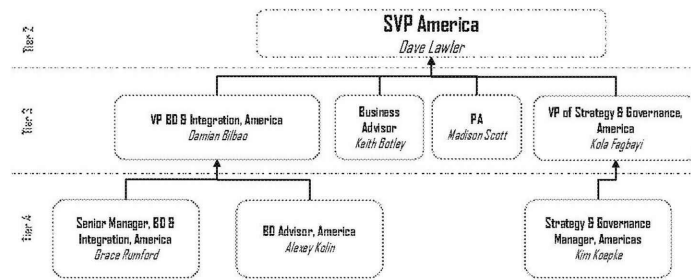 Tier 2
SVP America
Dave Lawler
Tier 3
VP BD & Integration, America
Damian Bilbao
Business
Advisor
Keith Botley
PA
Madison Scott
VP of Strategy & Governance,
America
Kola Fagbayi
Tier 4
Senior Manager, BD &
Integration, America
Grace Rumford
BD Advisor, America
Alexey Kolin
Strategy & Governance
Manager, Americas
Kim Koepke